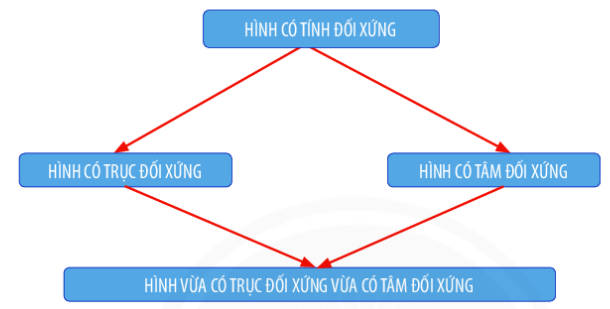 HÌNH CÓ TÍNH ĐỐI XỨNG
HÌNH CÓ TRỤC ĐỐI XỨNG
HÌNH CÓ TÂM ĐỐI XỨNG
HÌNH VỪA CÓ TRỤC ĐỐI XỨNG VỪA CÓ TÂM ĐỐI XỨNG